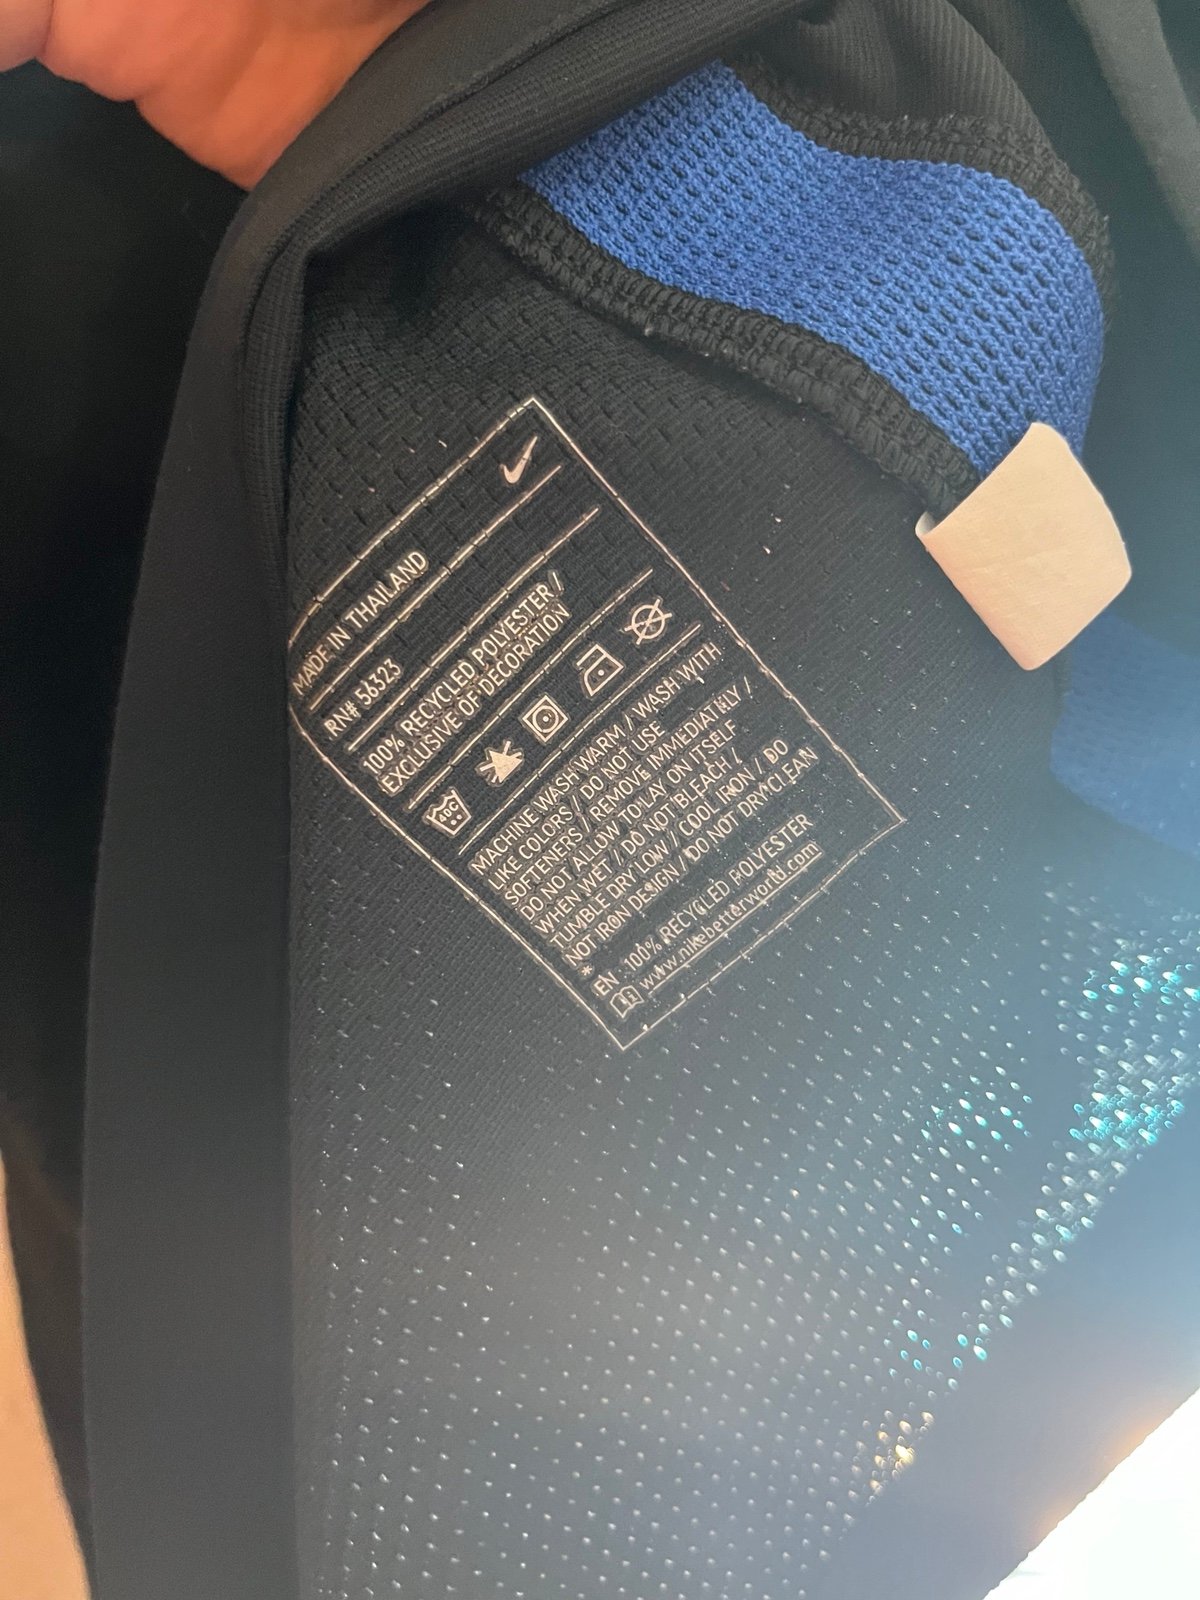 MADE IN THAILAND
RN# 56323
100% RECYCLED POLYESTER /
EXCLUSIVE OF DECORATION
40C
MACHINE WASH WARM / WASH WITH
LIKE COLORS / DO NOT USE
SOFTENERS / REMOVE IMMEDIATELY /
DO NOT ALLOW TO LAY ON ITSELF
WHEN WET / DO NOT BLEACH /
TUMBLE DRY LOW / COOL IRON / DO
NOT IRON DESIGN / DO NOT DRYCLEAN
*
EN: 100% RECYCLED POLYESTER
www.nikebetterworld.com